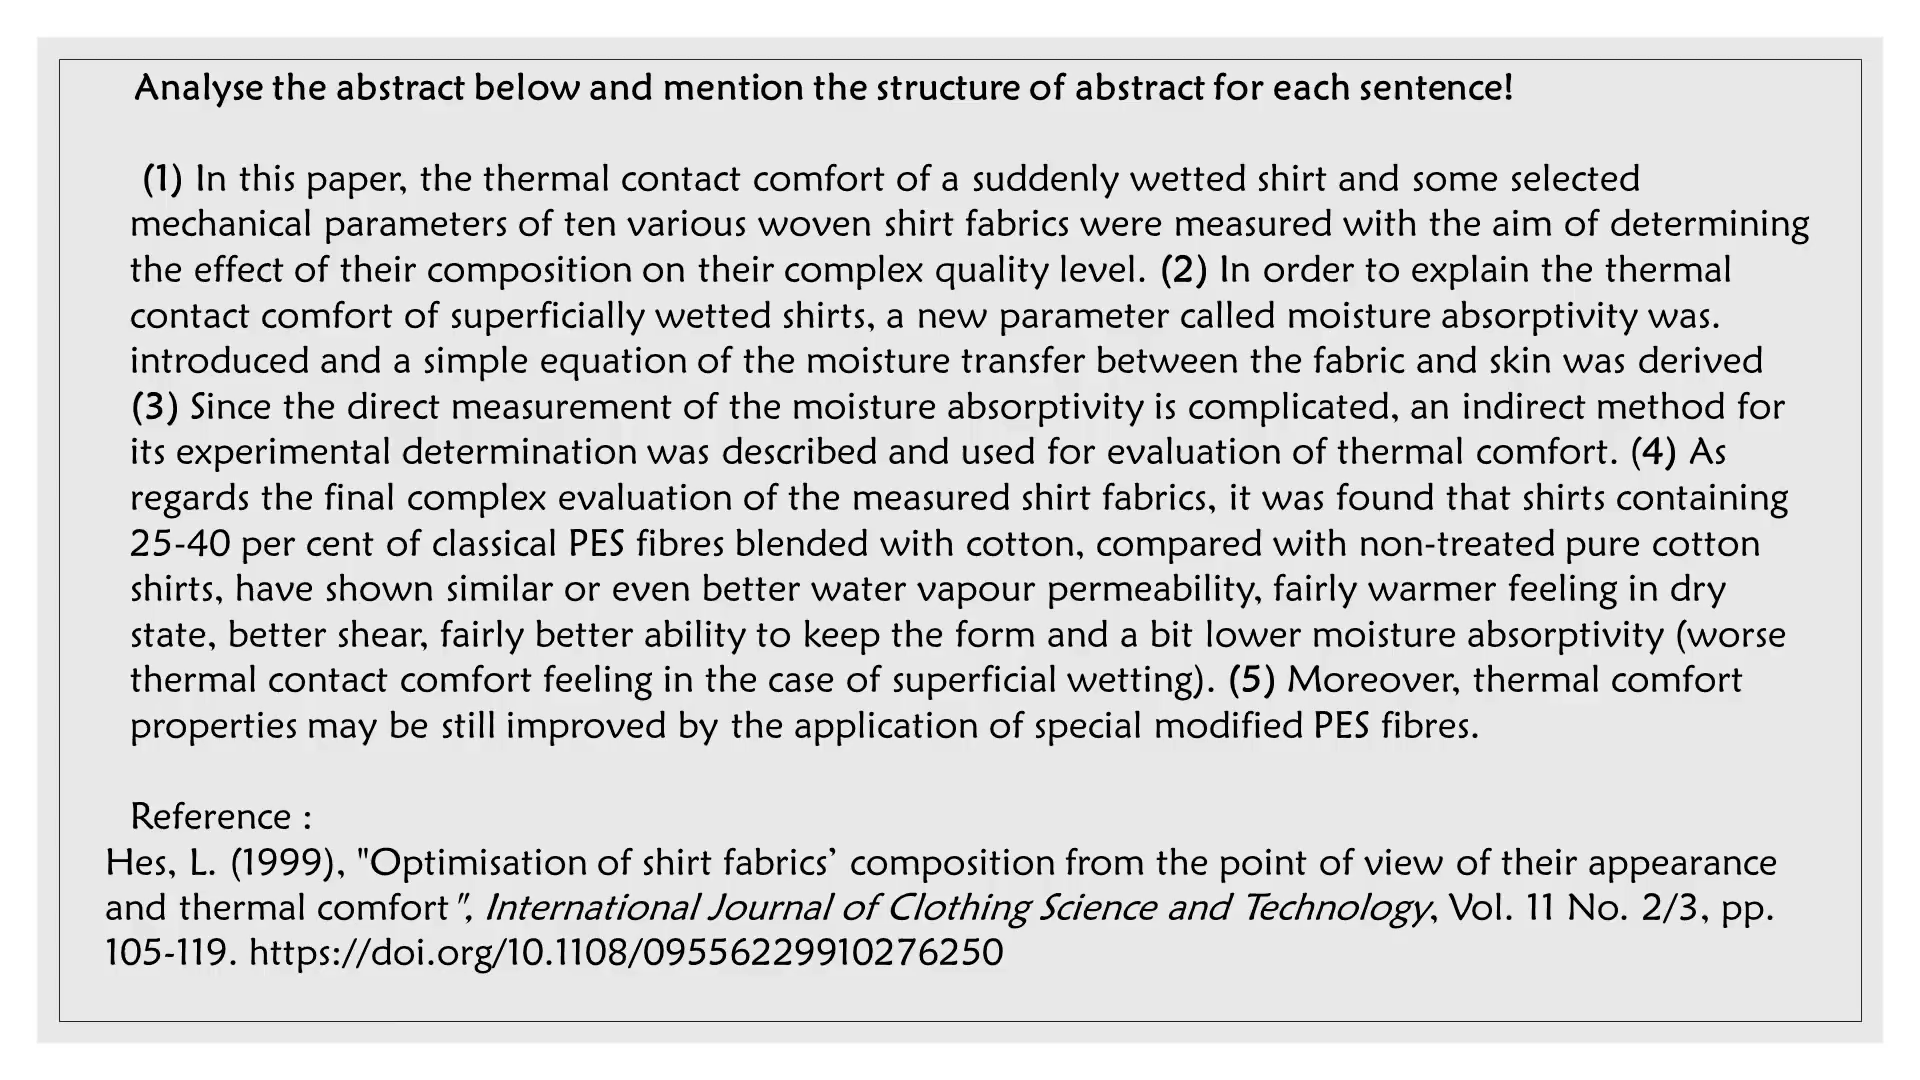 Analyse the abstract below and mention the structure of abstract for each sentence!
(1) In this paper, the thermal contact comfort of a suddenly wetted shirt and some selected
mechanical parameters of ten various woven shirt fabrics were measured with the aim of determining
the effect of their composition on their complex quality level. (2) In order to explain the thermal
contact comfort of superficially wetted shirts, a new parameter called moisture absorptivity was.
introduced and a simple equation of the moisture transfer between the fabric and skin was derived
(3) Since the direct measurement of the moisture absorptivity is complicated, an indirect method for
its experimental determination was described and used for evaluation of thermal comfort. (4) As
regards the final complex evaluation of the measured shirt fabrics, it was found that shirts containing
25-40 per cent of classical PES fibres blended with cotton, compared with non-treated pure cotton
shirts, have shown similar or even better water vapour permeability, fairly warmer feeling in dry
state, better shear, fairly better ability to keep the form and a bit lower moisture absorptivity (worse
thermal contact comfort feeling in the case of superficial wetting). (5) Moreover, thermal comfort
properties may be still improved by the application of special modified PES fibres.
Reference :
Hes, L. (1999), "Optimisation of shirt fabrics’ composition from the point of view of their appearance
and thermal comfort", International Journal of Clothing Science and Technology, Vol. 11 No. 2/3, pp.
105-119. https://doi.org/10.1108/09556229910276250